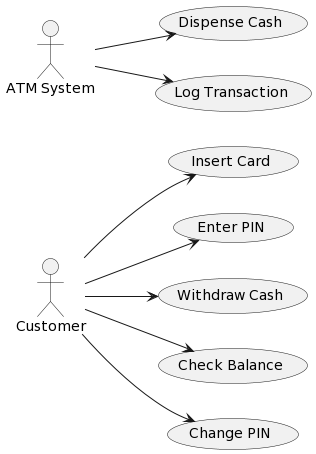 Dispense Cash
ATM System
Log Transaction
Insert Card
Enter PIN
Withdraw Cash
Customer
Check Balance
Change PIN